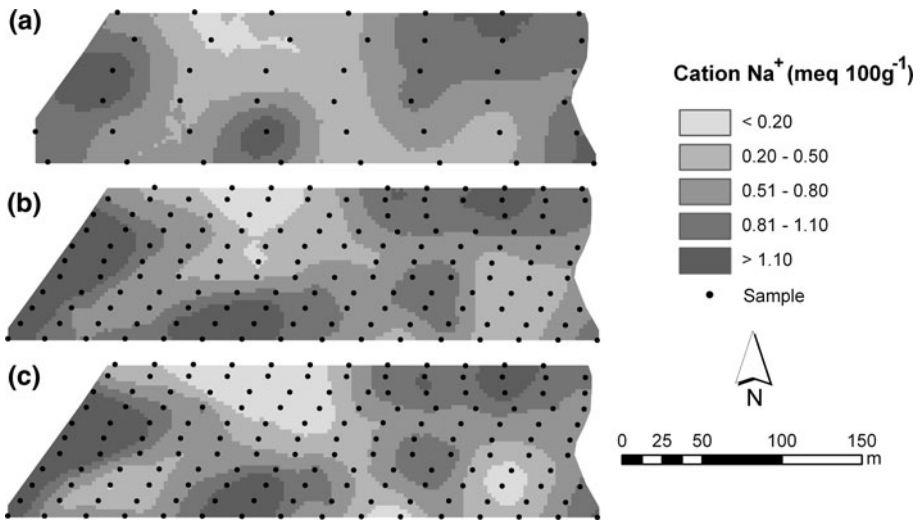 (a)
(b)
(c)
Cation Na⁺ (meq 100g⁻¹)
< 0.20
0.20 - 0.50
0.51 - 0.80
0.81 - 1.10
> 1.10
Sample
N
0 25 50 100 150
m